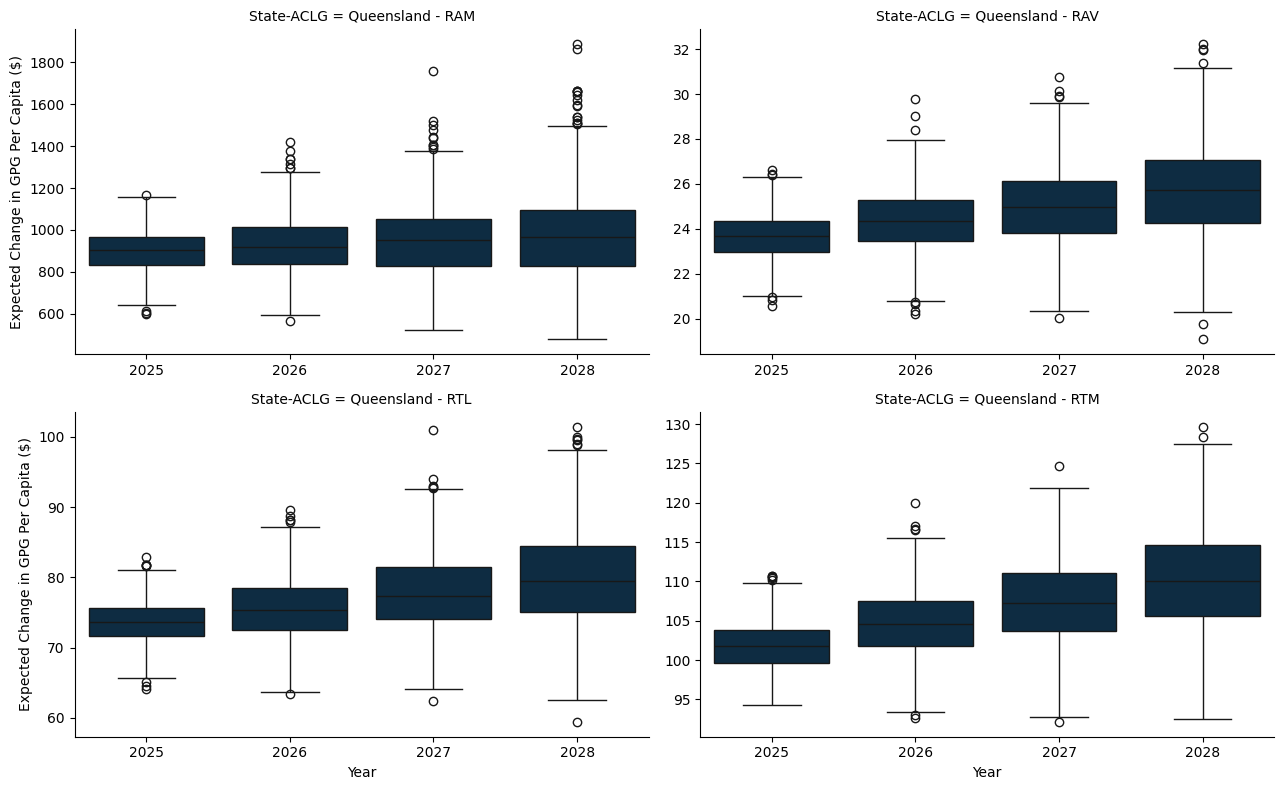 State-ACLG = Queensland - RAM
Expected Change in GPG Per Capita ($)
1800
1600
1400
1200
1000
800
600
2025 2026 2027 2028
State-ACLG = Queensland - RAV
32
30
28
26
24
22
20
2025 2026 2027 2028
State-ACLG = Queensland - RTL
Expected Change in GPG Per Capita ($)
100
90
80
70
60
2025 2026 2027 2028
Year
State-ACLG = Queensland - RTM
130
125
120
115
110
105
100
95
2025 2026 2027 2028
Year